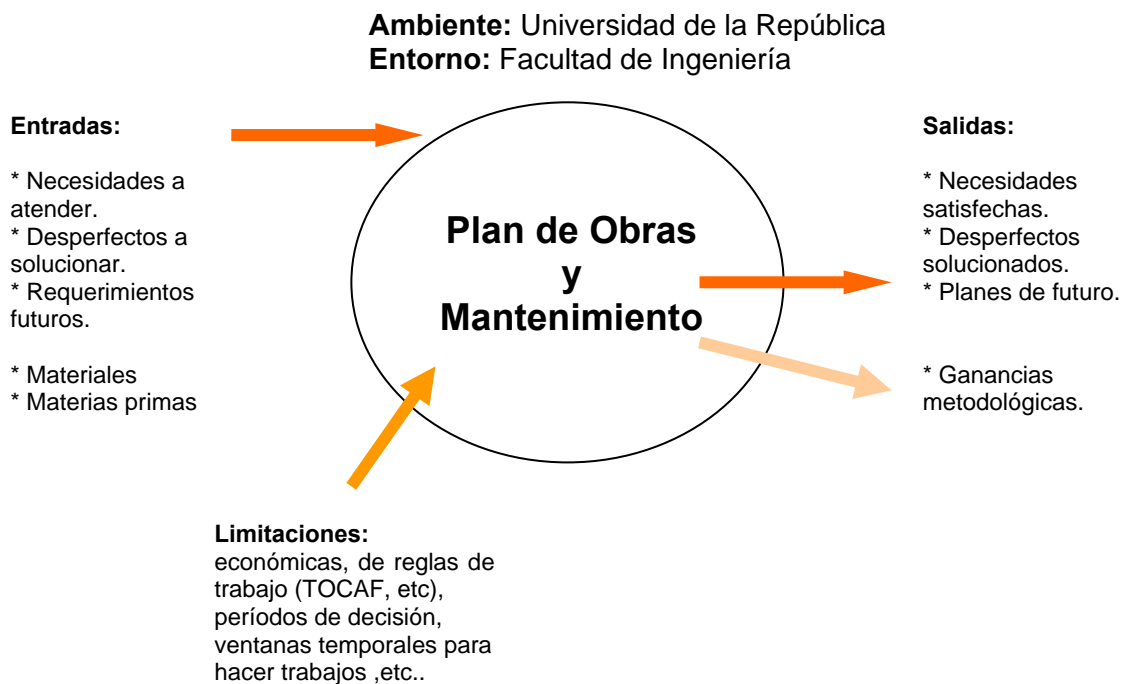 Ambiente: Universidad de la República
Entorno: Facultad de Ingeniería
Entradas:
* Necesidades a
atender.
* Desperfectos a
solucionar.
* Requerimientos
futuros.
* Materiales
* Materias primas
Plan de Obras
y
Mantenimiento
Salidas:
* Necesidades
satisfechas.
* Desperfectos
solucionados.
* Planes de futuro.
* Ganancias
metodológicas.
Limitaciones:
económicas, de reglas de
trabajo (TOCAF, etc),
períodos de decisión,
ventanas temporales para
hacer trabajos ,etc..